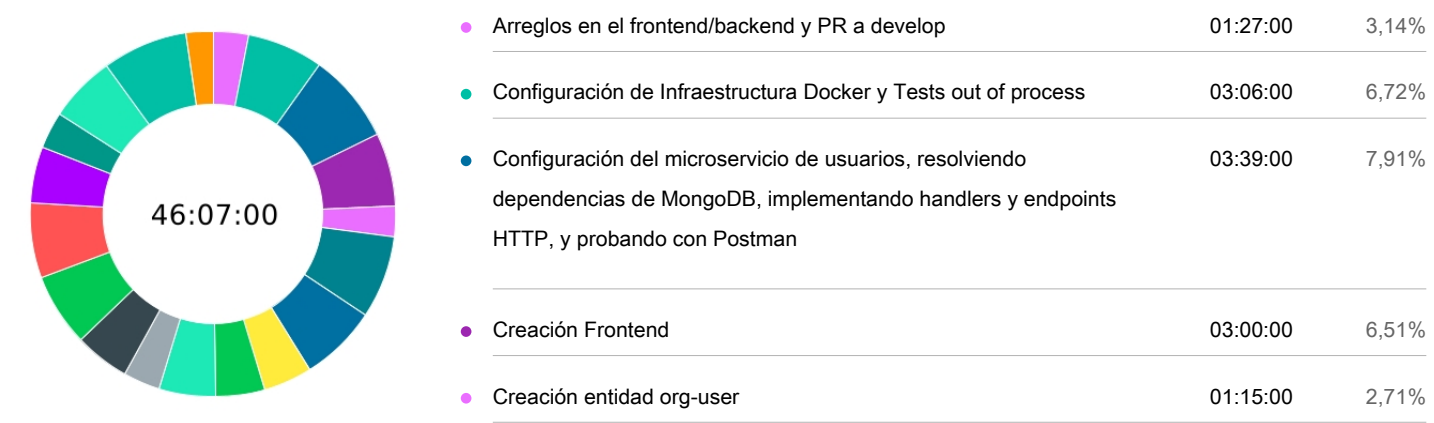 46:07:00
Arreglos en el frontend/backend y PR a develop 01:27:00 3,14%
Configuración de Infraestructura Docker y Tests out of process 03:06:00 6,72%
Configuración del microservicio de usuarios, resolviendo 03:39:00 7,91%
dependencias de MongoDB, implementando handlers y endpoints
HTTP, y probando con Postman
Creación Frontend 03:00:00 6,51%
Creación entidad org-user 01:15:00 2,71%